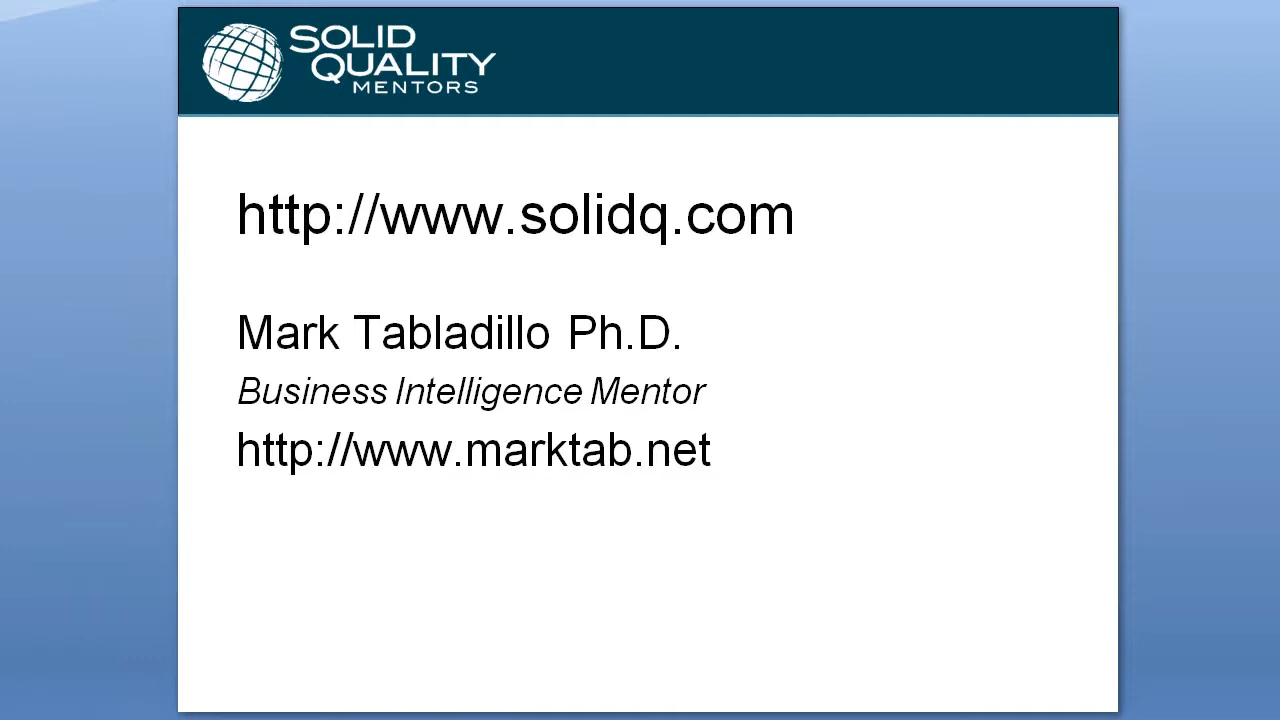 SOLID
QUALITY
MENTORS
http://www.solidq.com
Mark Tabladillo Ph.D.
Business Intelligence Mentor
http://www.marktab.net